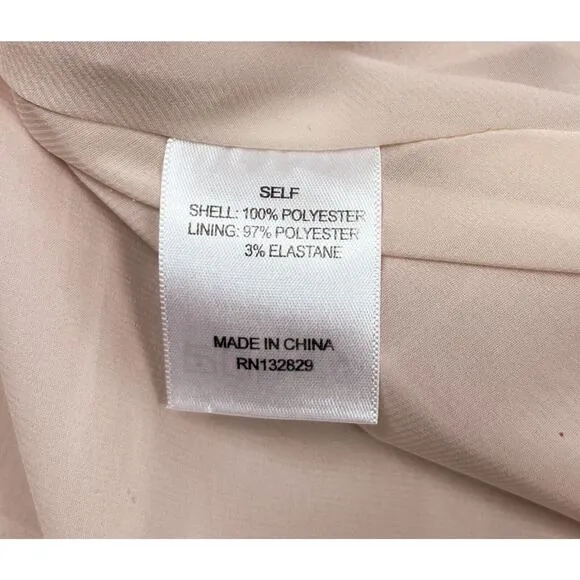 SELF
SHELL: 100% POLYESTER
LINING: 97% POLYESTER
3% ELASTANE
MADE IN CHINA
RN132829